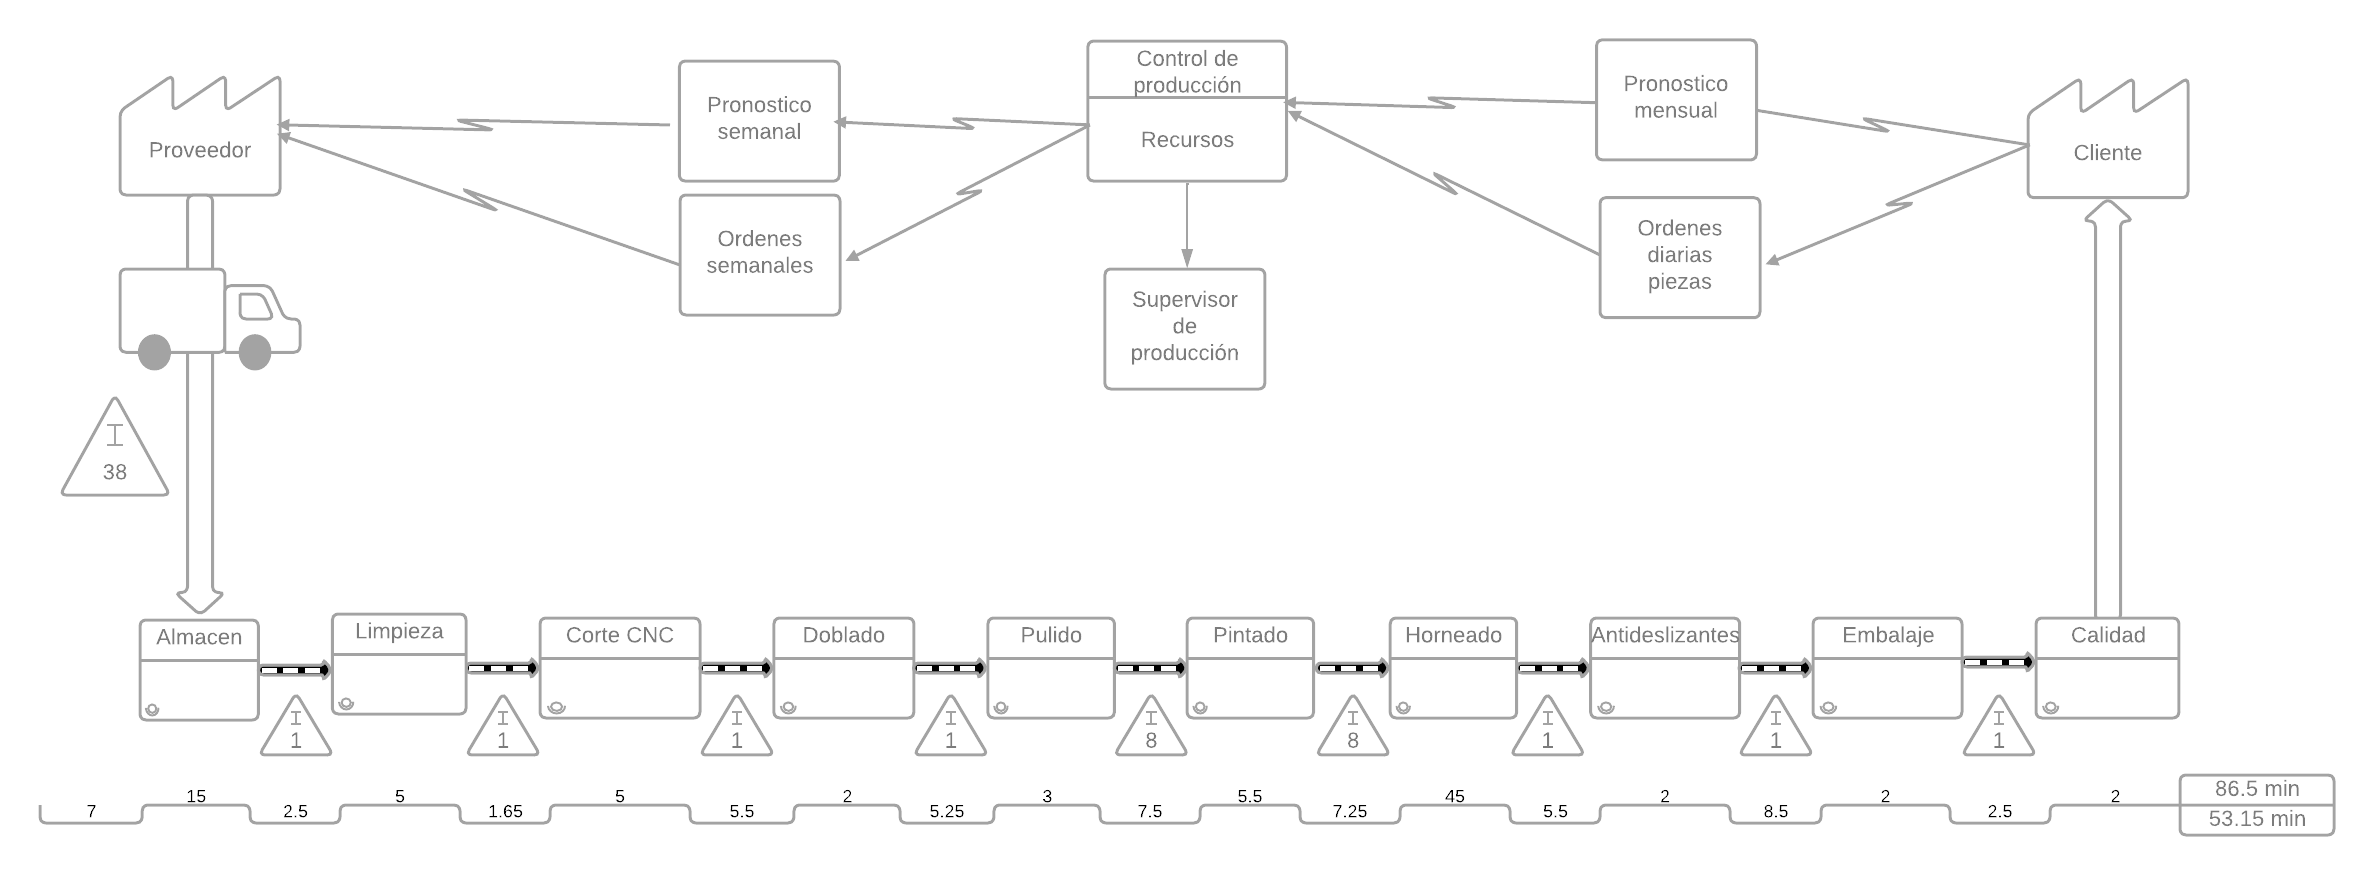 Proveedor
Pronostico
semanal
Control de
producción
Recursos
Pronostico
mensual
Cliente
Ordenes
semanales
Ordenes
diarias
piezas
Supervisor
de
producción
I
38
Almacen
Limpieza
Corte CNC
Doblado
Pulido
Pintado
Horneado
Antideslizantes
Embalaje
Calidad
I
1
I
1
I
1
I
1
I
8
I
8
I
1
I
1
I
1
7
15
2.5
5
1.65
5
5.5
2
5.25
3
7.5
5.5
7.25
45
5.5
2
8.5
2
2.5
2
86.5 min
53.15 min